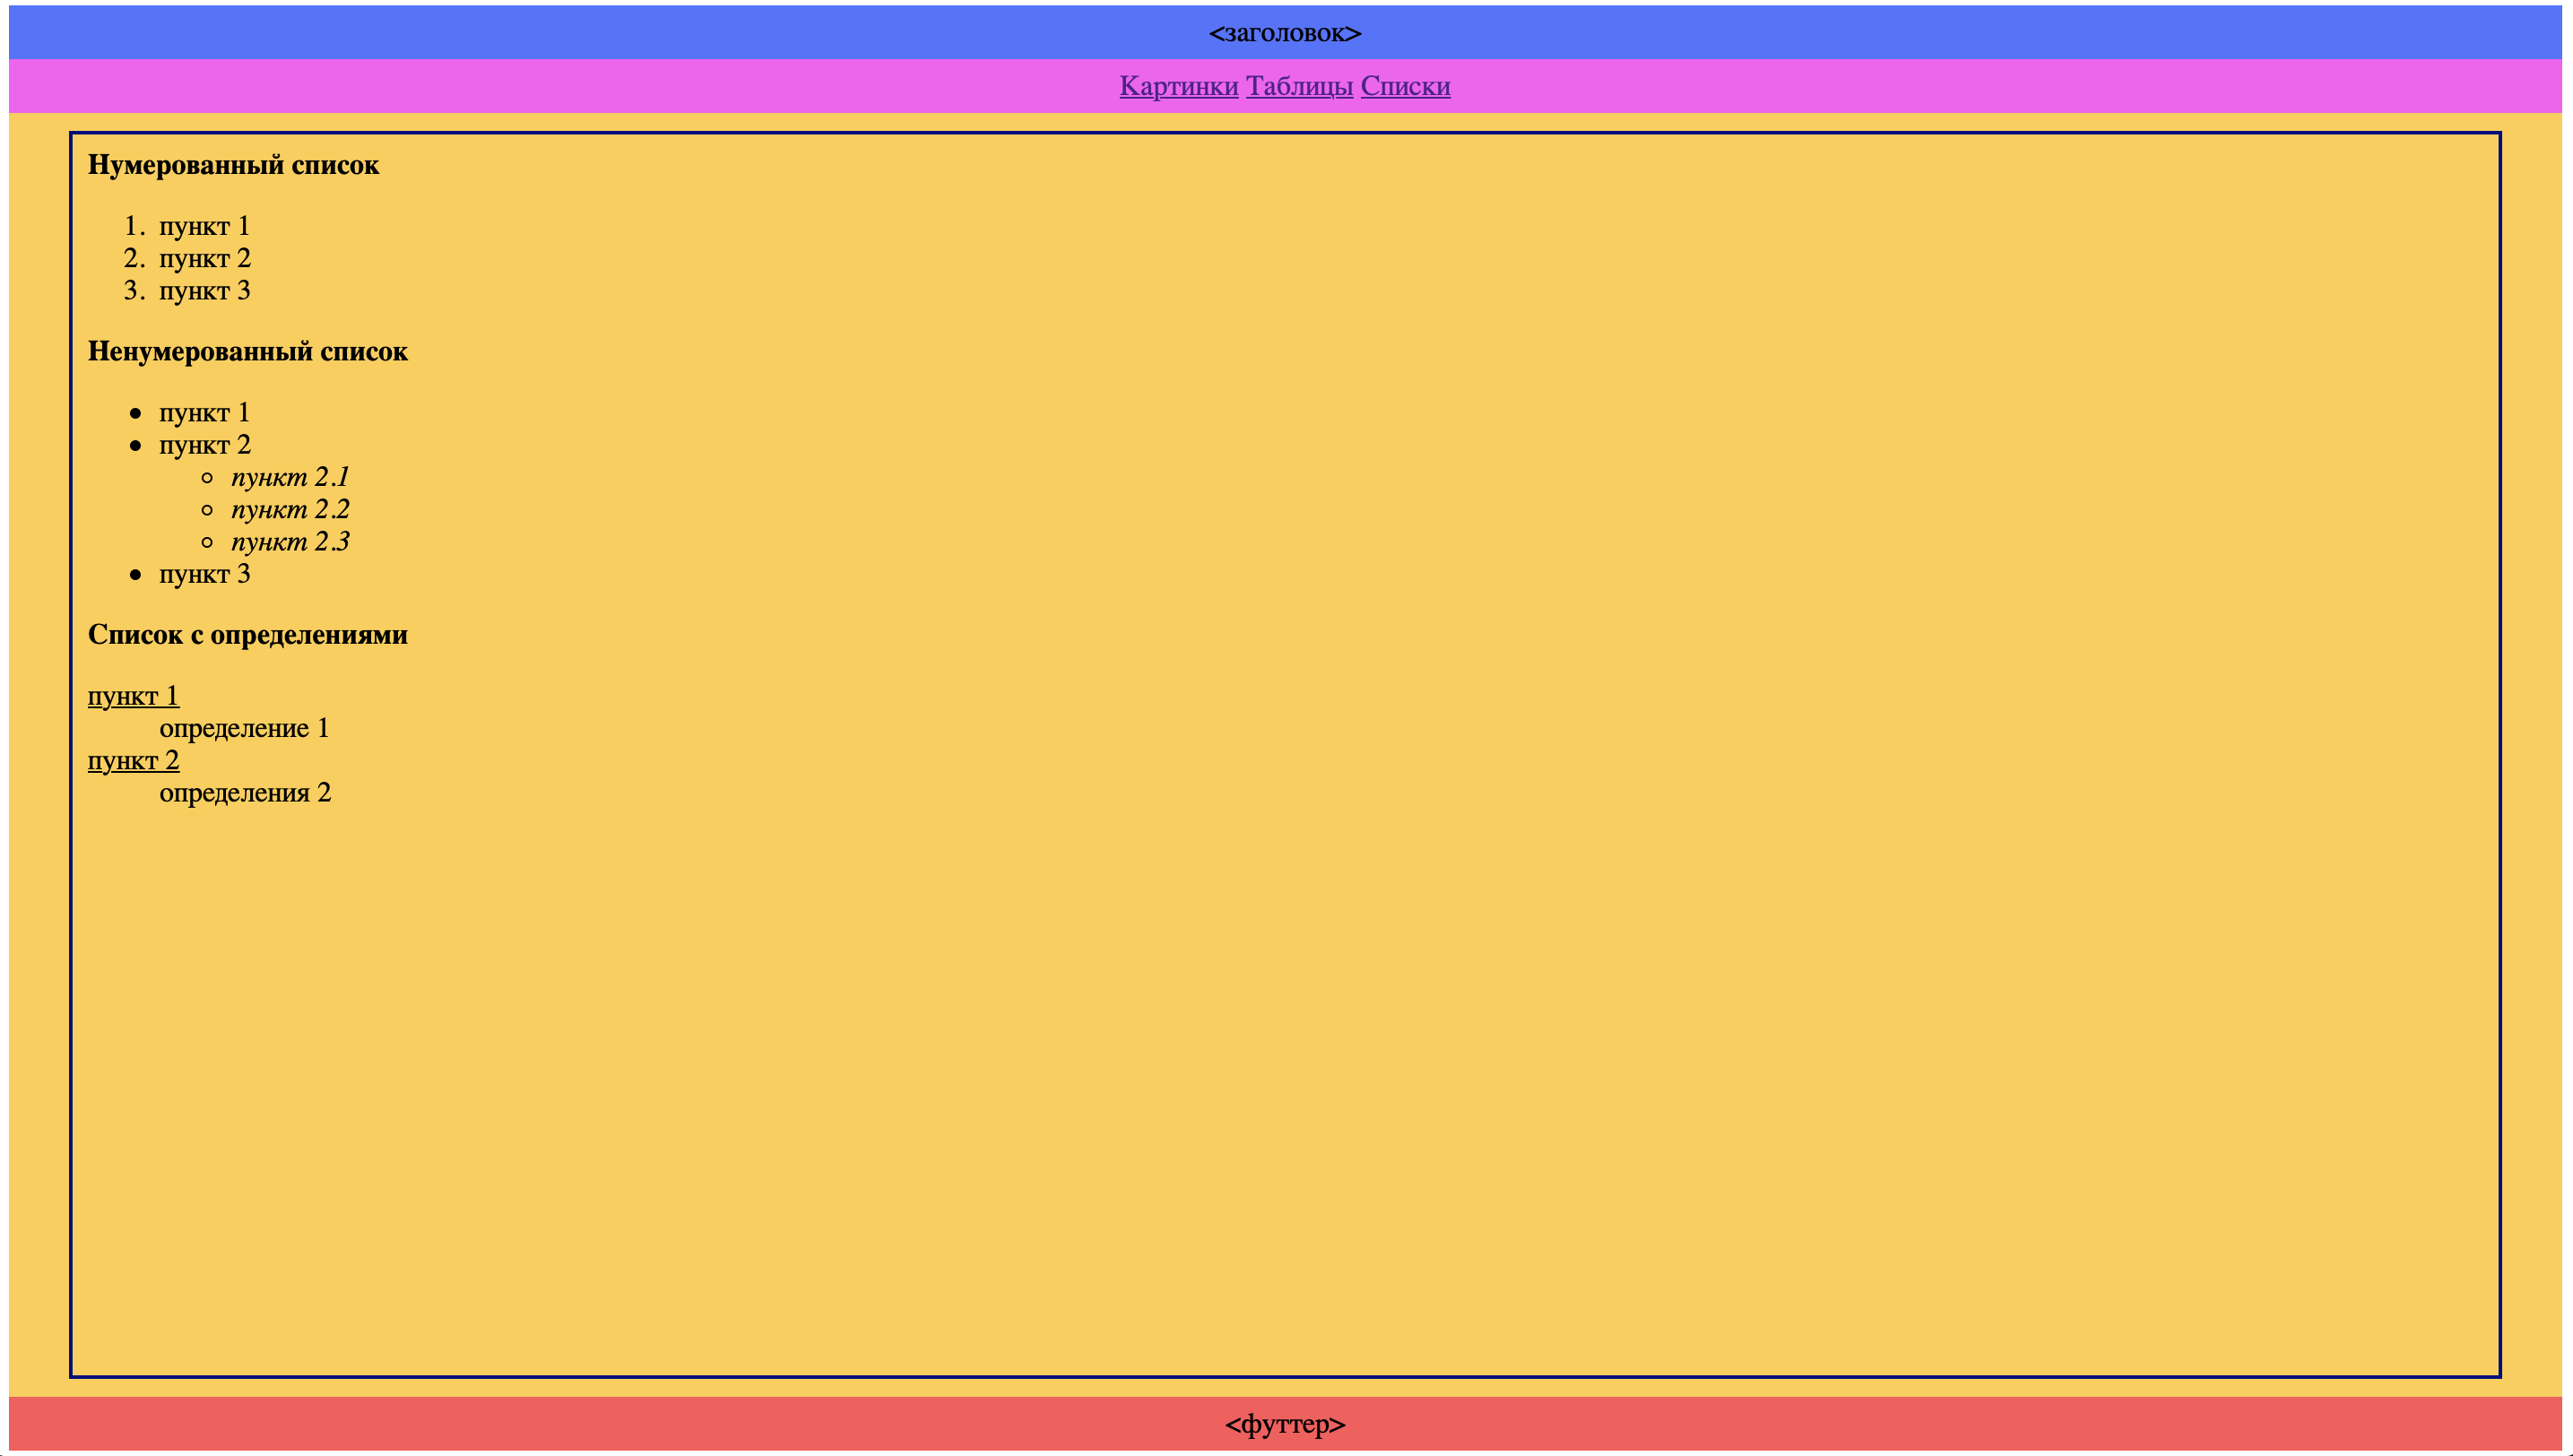 <заголовок>
Картинки Таблицы Списки
Нумерованный список
1. пункт 1
2. пункт 2
3. пункт 3
Ненумерованный список
• пункт 1
• пункт 2
◦ пункт 2.1
◦ пункт 2.2
◦ пункт 2.3
• пункт 3
Список с определениями
пункт 1
определение 1
пункт 2
определения 2
<футтер>